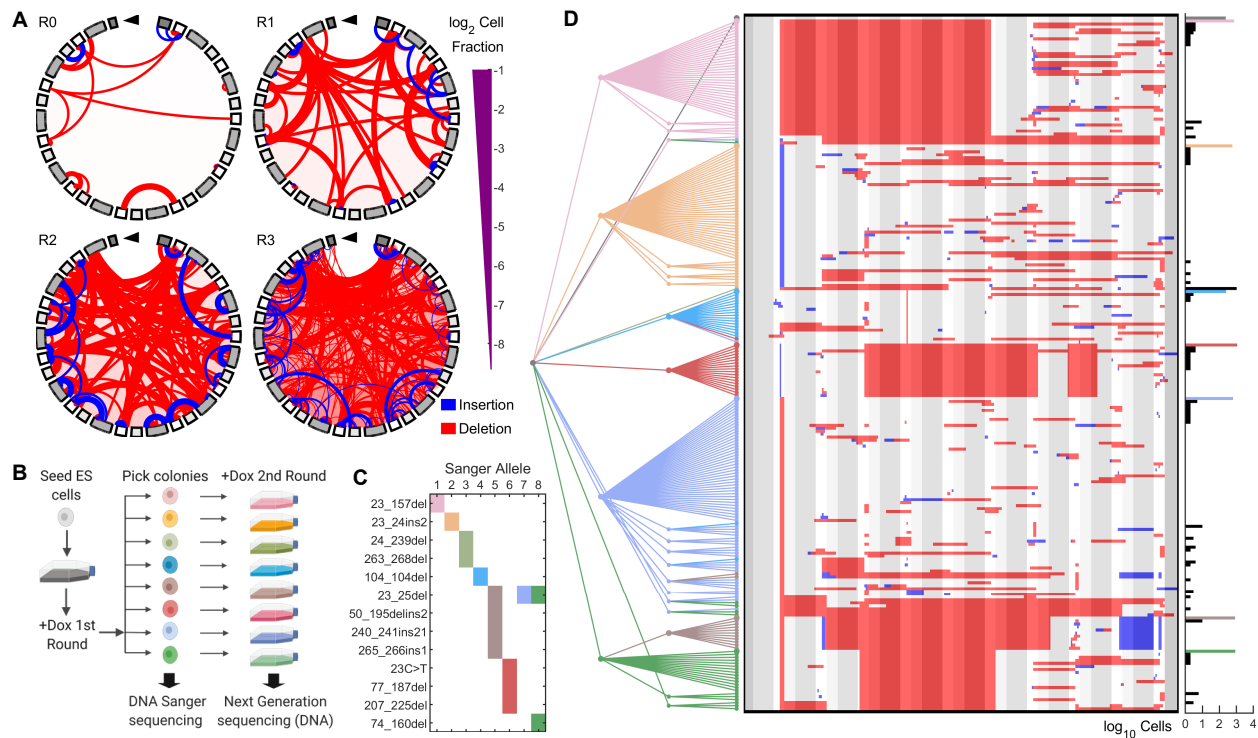 A
R0
R1
log2 Cell
Fraction
-1
-2
-3
-4
-5
-6
-7
-8
R2
R3
Insertion
Deletion
B
Seed ES
cells
Pick colonies
+Dox 2nd Round
+Dox 1st
Round
DNA Sanger
sequencing
Next Generation
sequencing (DNA)
C
Sanger Allele
1 2 3 4 5 6 7 8
23_157del
23_24ins2
24_239del
263_268del
104_104del
23_25del
50_195delins2
240_241ins21
265_266ins1
23C>T
77_187del
207_225del
74_160del
D
log10 Cells
0 1 2 3 4